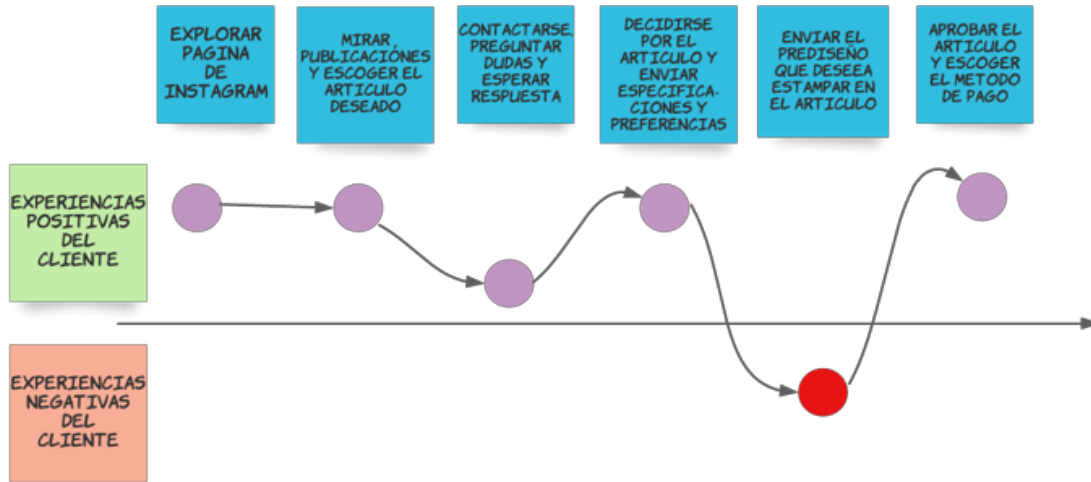 EXPLORAR
PAGINA
DE
INSTAGRAM
MIRAR
PUBLICACIÓNES
Y ESCOGER EL
ARTICULO
DESEADO
CONTACTARSE,
PREGUNTAR
DUDAS Y
ESPERAR
RESPUESTA
DECIDIRSE
POR EL
ARTICULO Y
ENVIAR
ESPECIFICA-
CIONES Y
PREFERENCIAS
ENVIAR EL
PREDISEÑO
QUE DESEEA
ESTAMPAR EN
EL ARTICULO
APROBAR EL
ARTICULO
Y ESCOGER
EL METODO
DE PAGO
EXPERIENCIAS
POSITIVAS
DEL
CLIENTE
EXPERIENCIAS
NEGATIVAS
DEL
CLIENTE